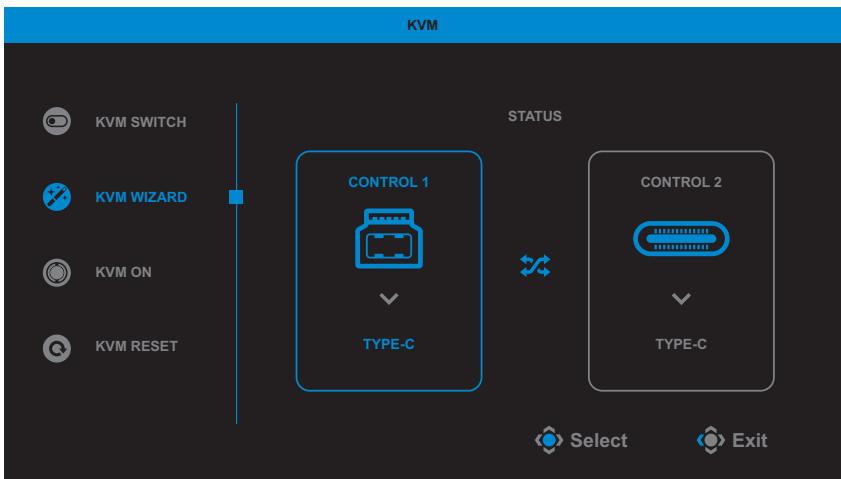 KVM
KVM SWITCH
KVM WIZARD
KVM ON
KVM RESET
STATUS
CONTROL 1
TYPE-C
CONTROL 2
TYPE-C
Select
Exit